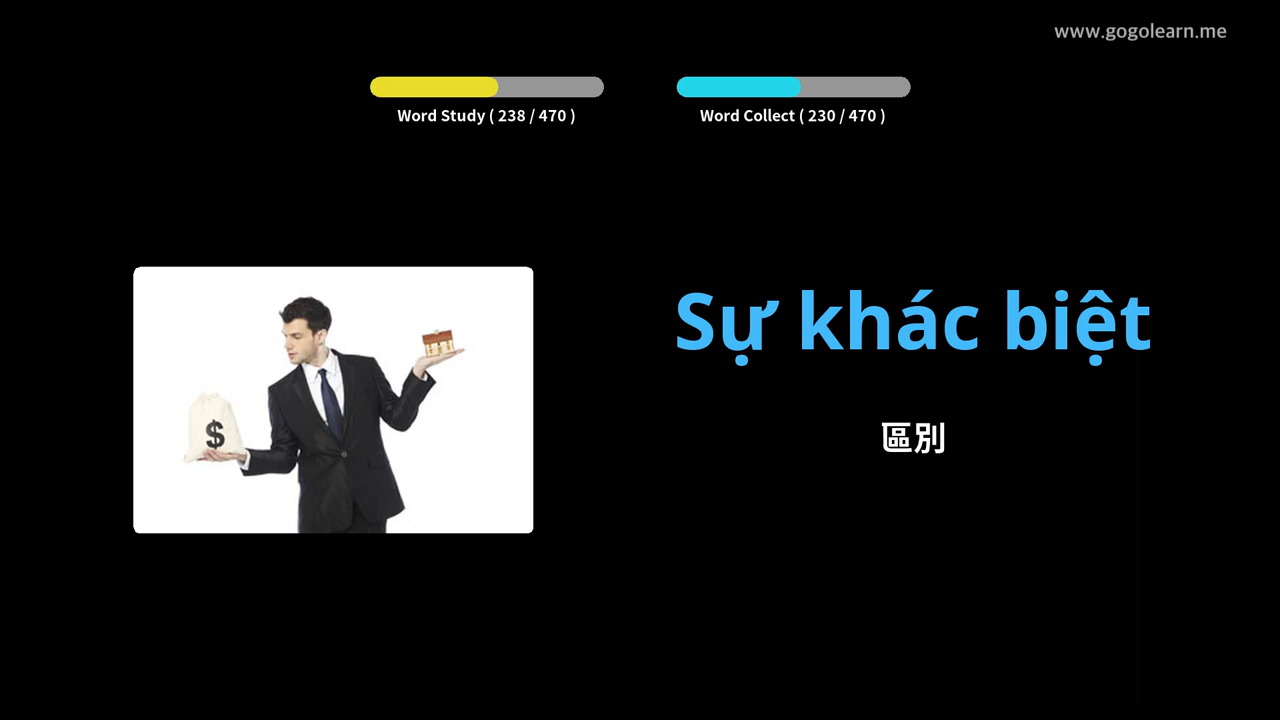 www.gogolearn.me
Word Study ( 238 / 470 )
Word Collect ( 230 / 470 )
Sự khác biệt
區別
$